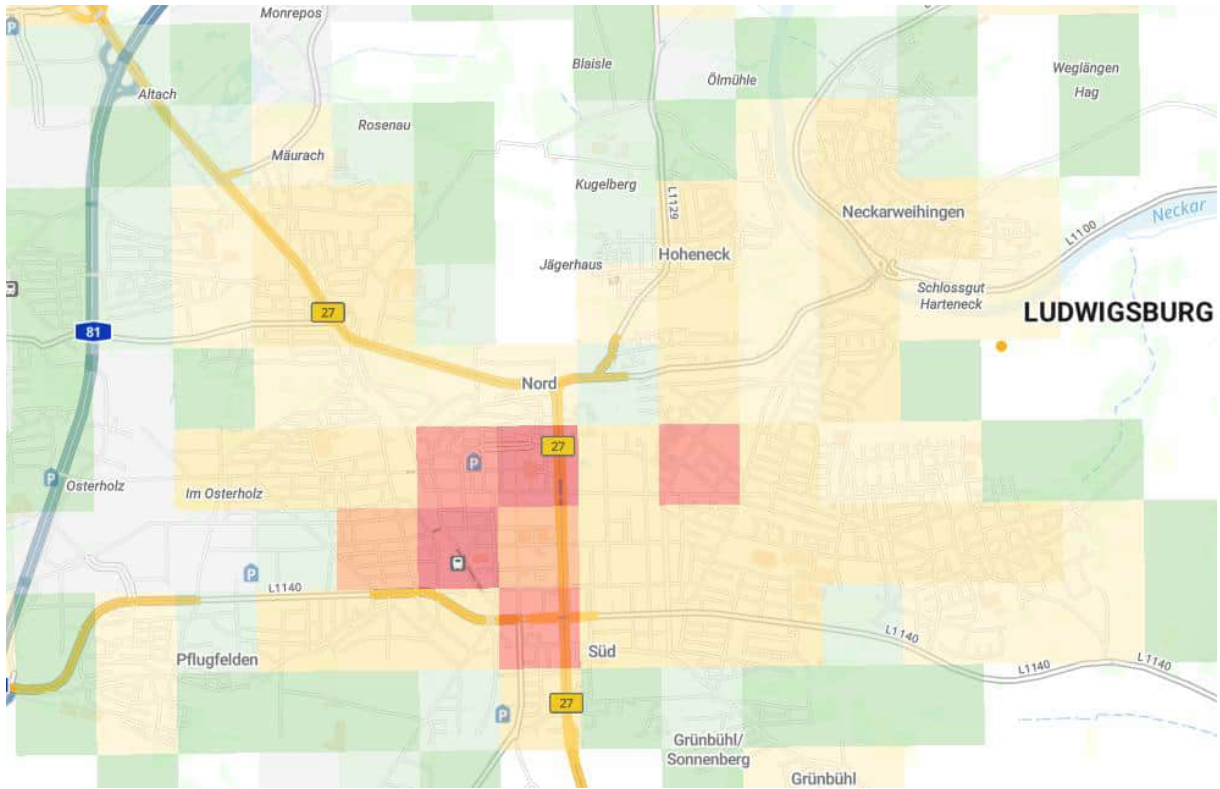 Monrepos
Blaisle
Ölmühle
Weglängen
Hag
Altach
Rosenau
Mäurach
Kugelberg
L1129
Neckarweihingen
Neckar
L1100
Hoheneck
Jägerhaus
Schlossgut
Harteneck
LUDWIGSBURG
27
81
Nord
27
P
P
Osterholz
Im Osterholz
P
L1140
Süd
L1140
Pflugfelden
L1140
L1140
27
P
Grünbühl/
Sonnenberg
Grünbühl